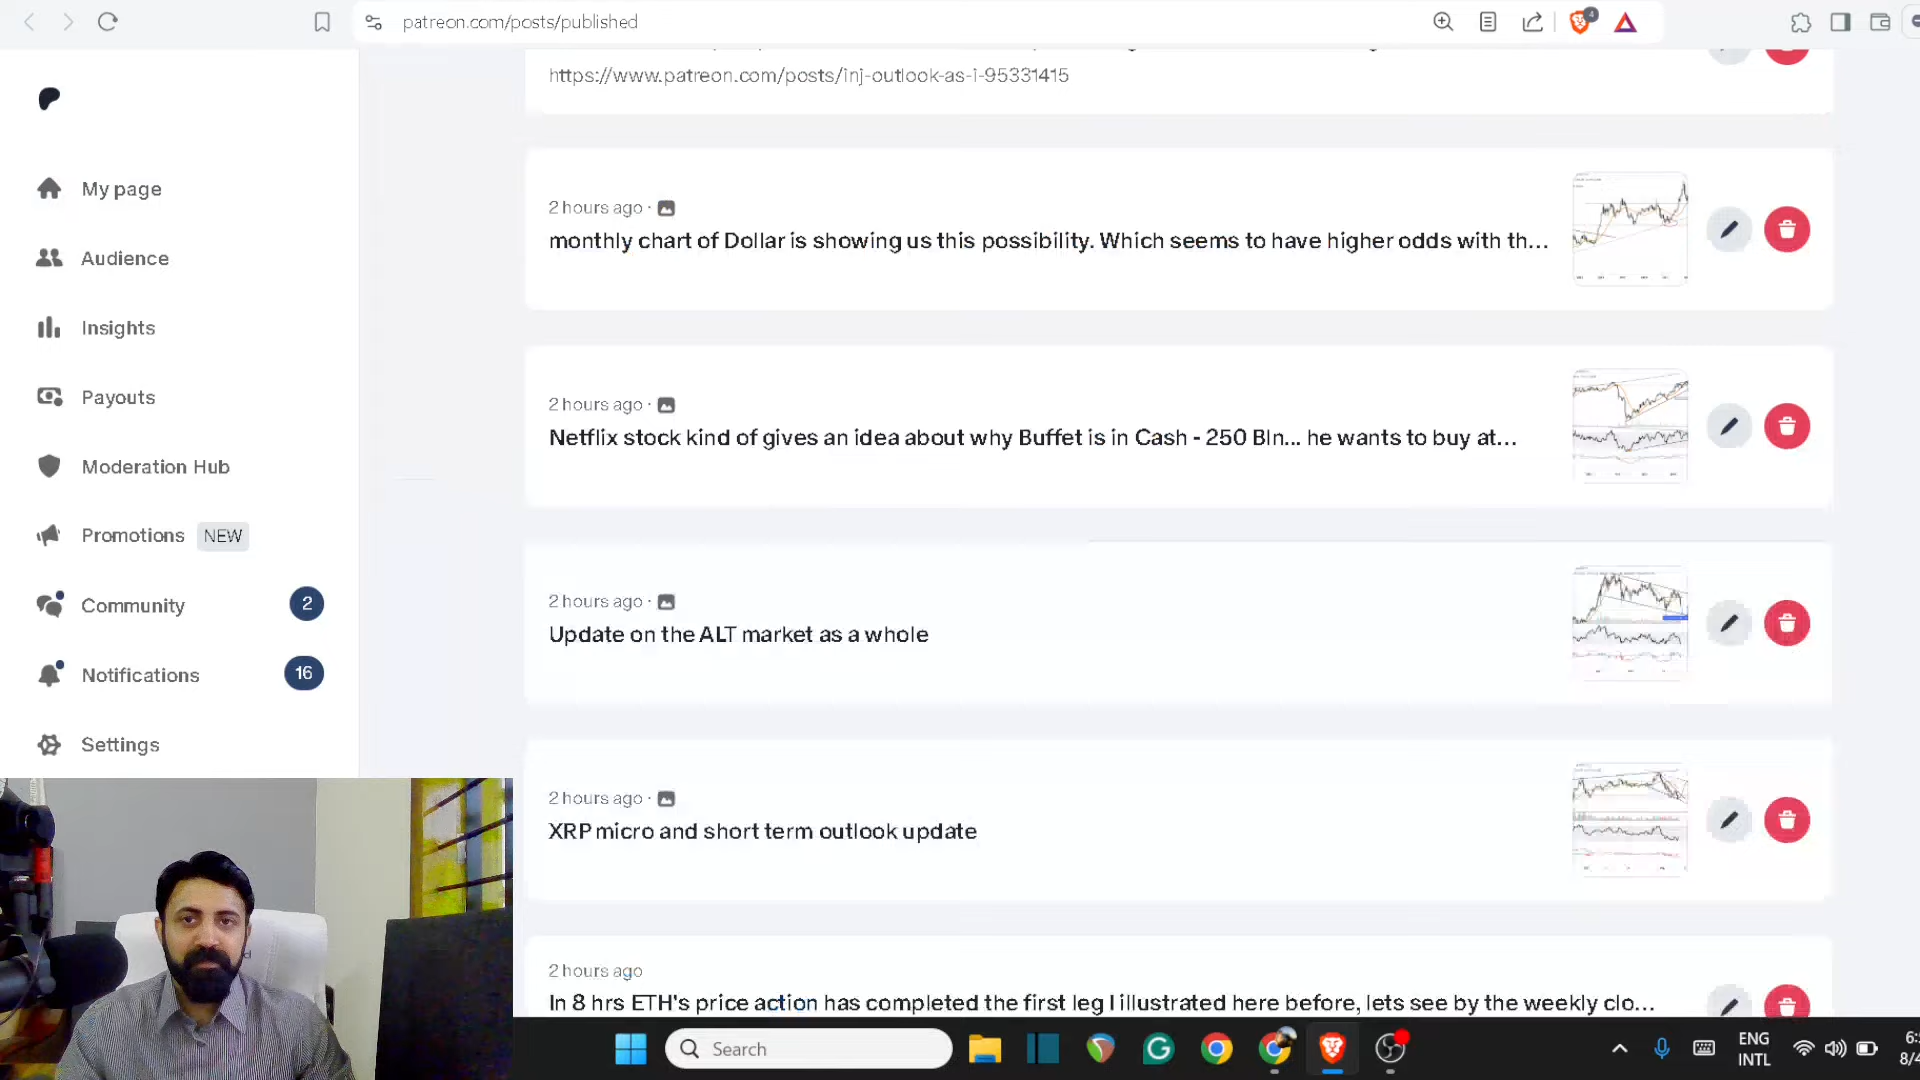 patreon.com/posts/published
4
https://www.patreon.com/posts/inj-outlook-as-i-95331415
My page
Audience
Insights
Payouts
Moderation Hub
Promotions NEW
Community 2
Notifications 16
Settings
2 hours ago ·
monthly chart of Dollar is showing us this possibility. Which seems to have higher odds with th...
2 hours ago ·
Netflix stock kind of gives an idea about why Buffet is in Cash - 250 Bln... he wants to buy at...
2 hours ago ·
Update on the ALT market as a whole
2 hours ago ·
XRP micro and short term outlook update
2 hours ago
In 8 hrs ETH's price action has completed the first leg I illustrated here before, lets see by the weekly clo...
Search
ENG
INTL